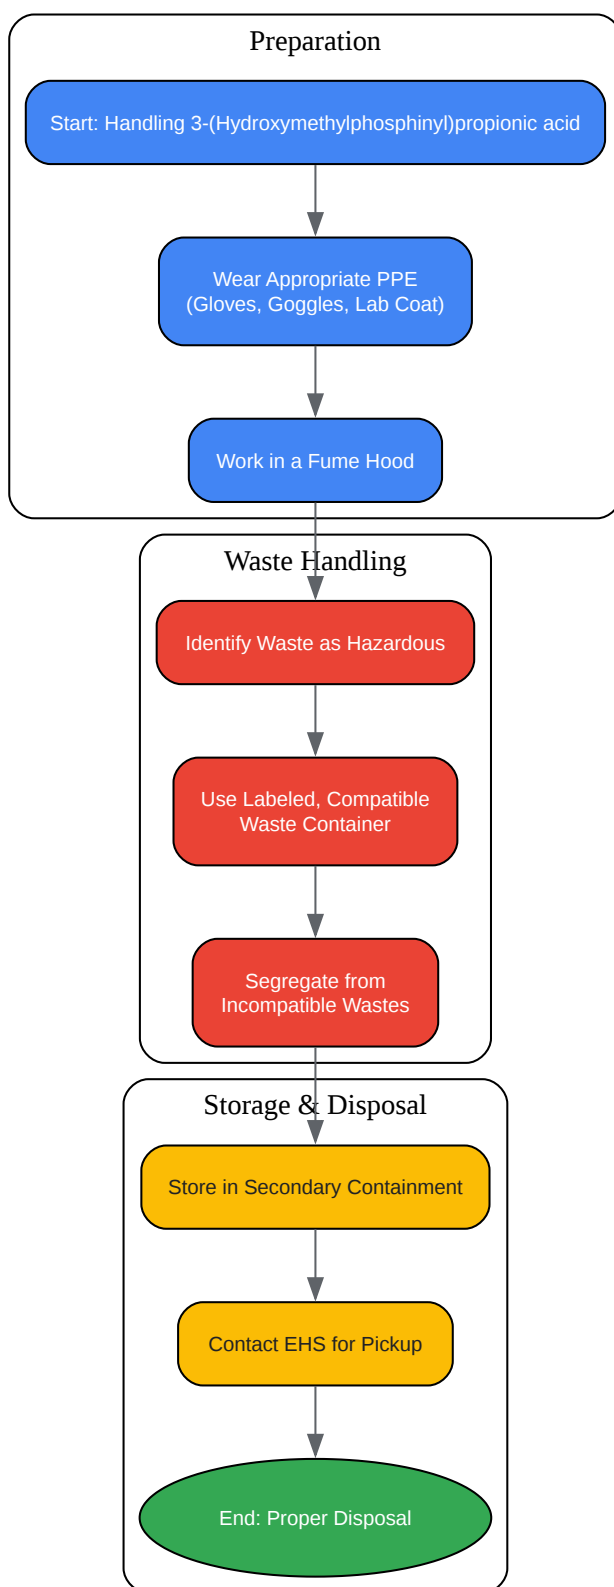 Preparation
Start: Handling 3-(Hydroxymethylphosphinyl)propionic acid
Wear Appropriate PPE
(Gloves, Goggles, Lab Coat)
Work in a Fume Hood
Waste Handling
Identify Waste as Hazardous
Use Labeled, Compatible
Waste Container
Segregate from
Incompatible Wastes
Storage & Disposal
Store in Secondary Containment
Contact EHS for Pickup
End: Proper Disposal